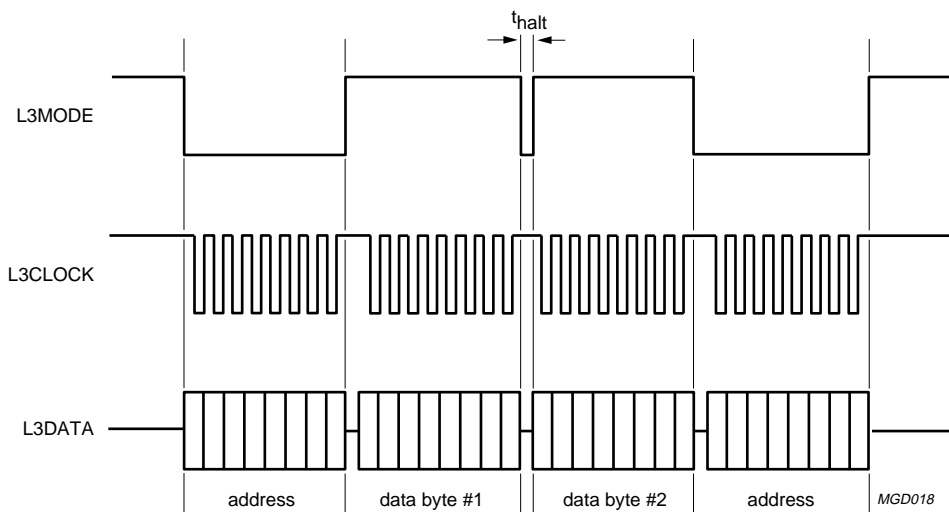 thalt
L3MODE
L3CLOCK
L3DATA
address data byte #1 data byte #2 address MGD018